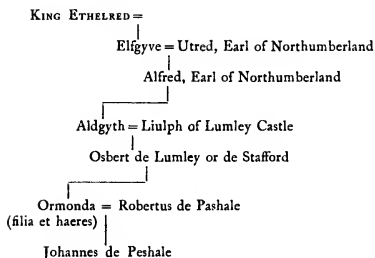 King Ethelred =
Elfgyve = Utred, Earl of Northumberland
Alfred, Earl of Northumberland
Aldgyth = Liulph of Lumley Castle
Osbert de Lumley or de Stafford
Ormonda = Robertus de Pashale
(filia et haeres)
Johannes de Peshale